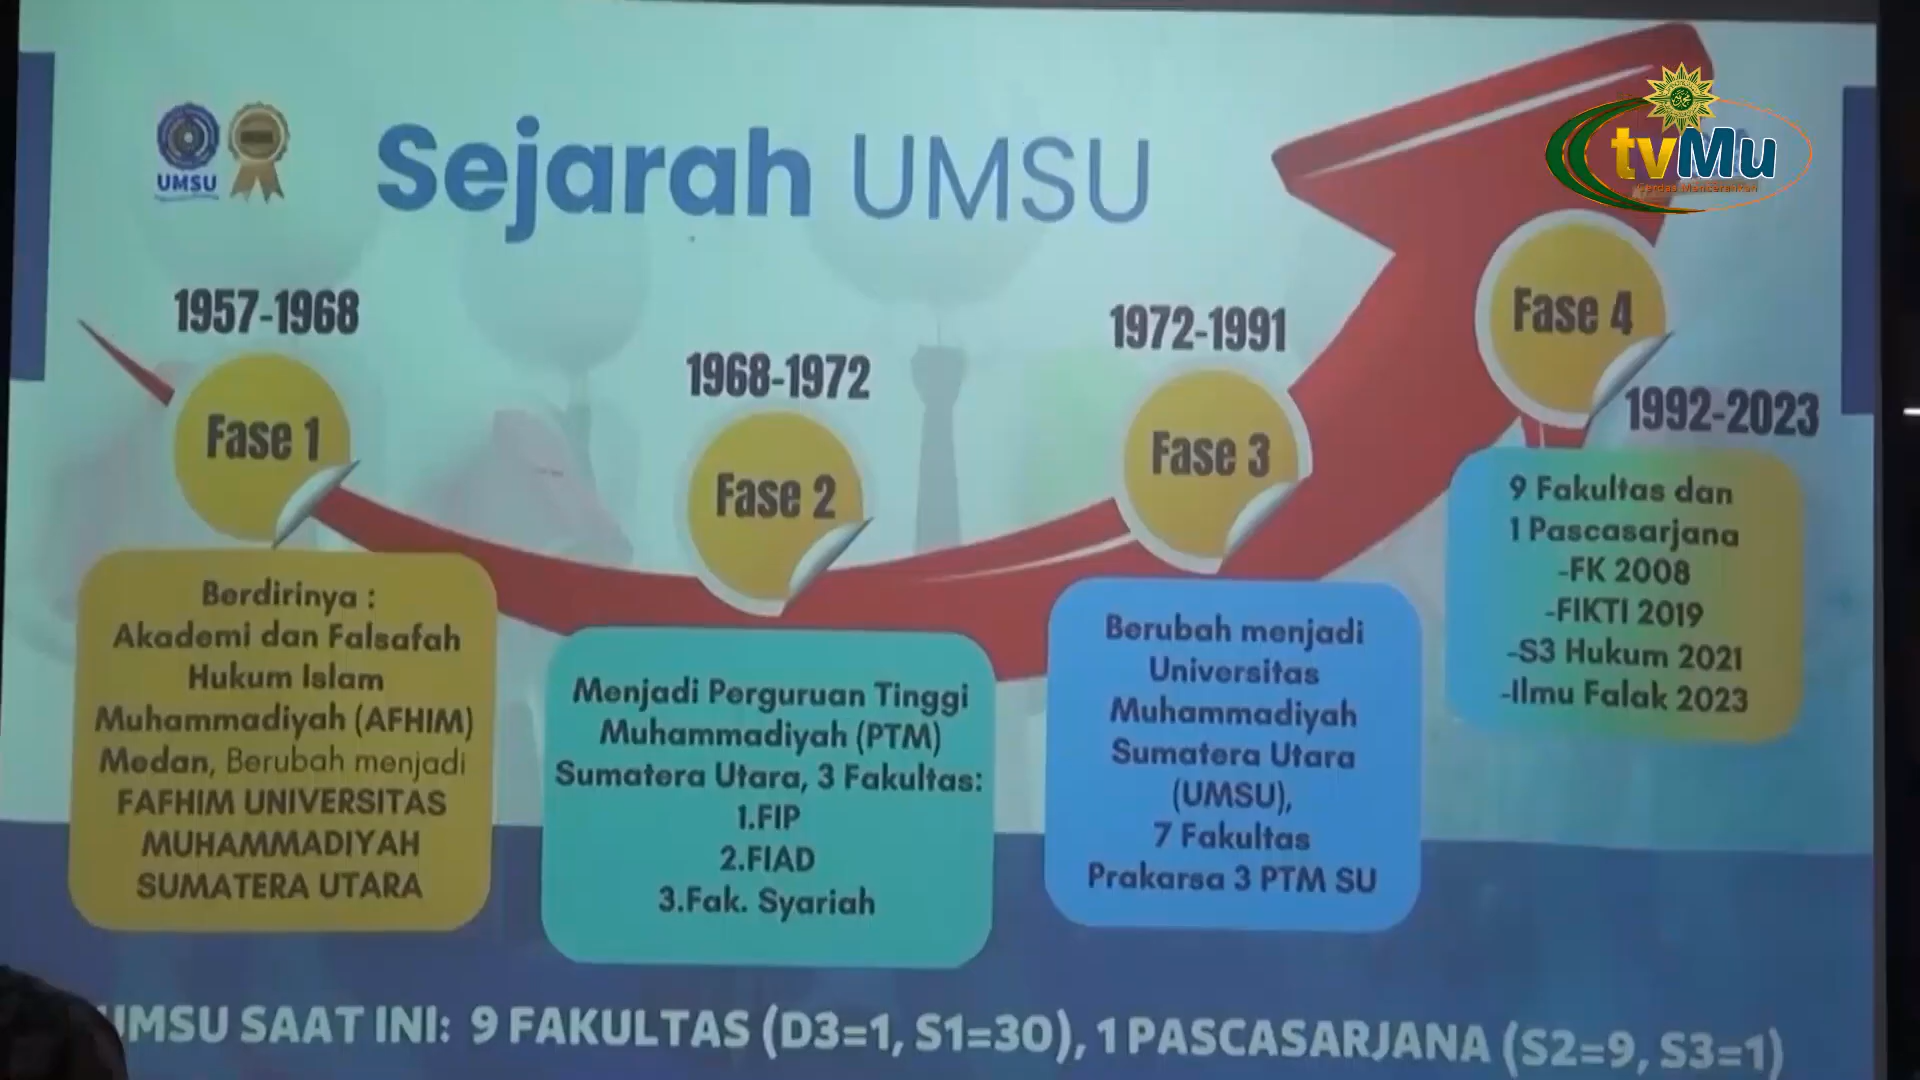 UMSU
Sejarah UMSU
tvMu
Cerdas Mencerahkan
1957-1968
Fase 1
Berdirinya :
Akademi dan Falsafah
Hukum Islam
Muhammadiyah (AFHIM)
Medan, Berubah menjadi
FAFHIM UNIVERSITAS
MUHAMMADIYAH
SUMATERA UTARA
1968-1972
Fase 2
Menjadi Perguruan Tinggi
Muhammadiyah (PTM)
Sumatera Utara, 3 Fakultas:
1.FIP
2.FIAD
3.Fak. Syariah
1972-1991
Fase 3
Berubah menjadi
Universitas
Muhammadiyah
Sumatera Utara
(UMSU),
7 Fakultas
Prakarsa 3 PTM SU
Fase 4
1992-2023
9 Fakultas dan
1 Pascasarjana
-FK 2008
-FIKTI 2019
-S3 Hukum 2021
-Ilmu Falak 2023
UMSU SAAT INI: 9 FAKULTAS (D3=1, S1=30), 1 PASCASARJANA (S2=9, S3=1)